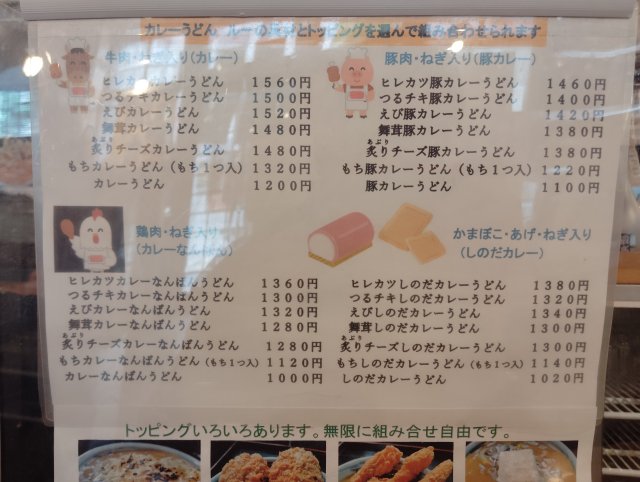 カレーうどん ルーの種類とトッピングを選んで組み合わせられます
牛肉・ねぎ入り(カレー)
ヒレカツカレーうどん 1560円
つるチキカレーうどん 1500円
えびカレーうどん 1520円
舞茸カレーうどん 1480円
あぶり
炙りチーズカレーうどん 1480円
もちカレーうどん(もち1つ入) 1320円
カレーうどん 1200円
豚肉・ねぎ入り(豚カレー)
ヒレカツ豚カレーうどん 1460円
つるチキ豚カレーうどん 1400円
えび豚カレーうどん 1420円
舞茸豚カレーうどん 1380円
あぶり
炙りチーズ豚カレーうどん 1380円
もち豚カレーうどん(もち1つ入) 1220円
豚カレーうどん 1100円
鶏肉・ねぎ入り
(カレーなんばん)
ヒレカツカレーなんばんうどん 1360円
つるチキカレーなんばんうどん 1300円
えびカレーなんばんうどん 1320円
舞茸カレーなんばんうどん 1280円
あぶり
炙りチーズカレーなんばんうどん 1280円
もちカレーなんばんうどん(もち1つ入) 1120円
カレーなんばんうどん 1000円
かまぼこ・あげ・ねぎ入り
(しのだカレー)
ヒレカツしのだカレーうどん 1380円
つるチキしのだカレーうどん 1320円
えびしのだカレーうどん 1340円
舞茸しのだカレーうどん 1300円
あぶり
炙りチーズしのだカレーうどん 1300円
もちしのだカレーうどん(もち1つ入) 1140円
しのだカレーうどん 1020円
トッピングいろいろあります。無限に組み合せ自由です。